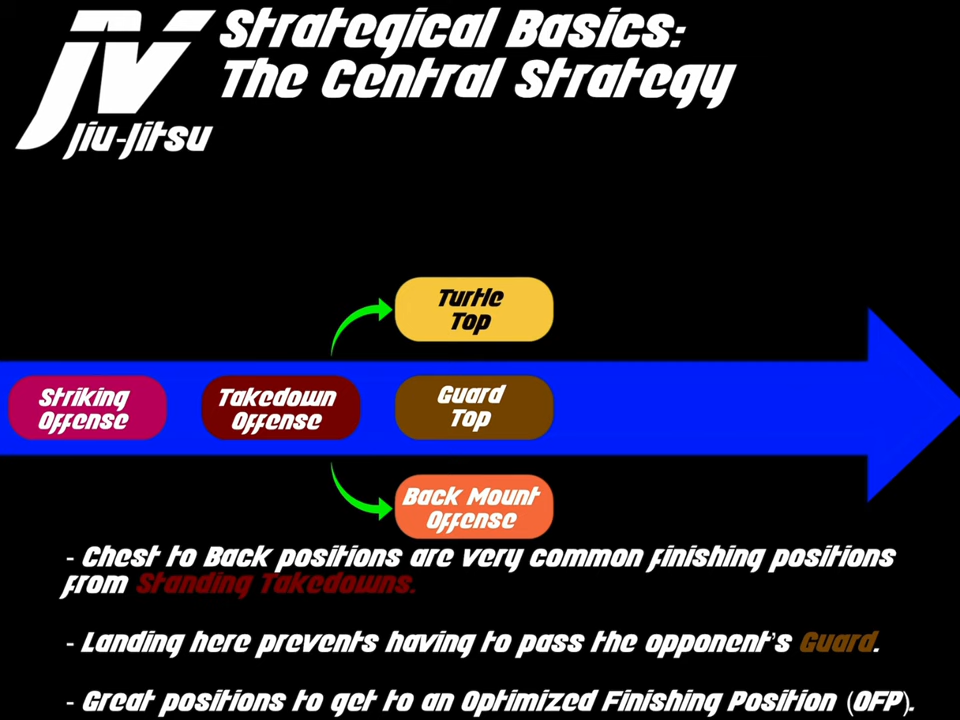 JV
Jiu-Jitsu
Strategical Basics:
The Central Strategy
Turtle
Top
Striking
Offense
Takedown
Offense
Guard
Top
Back Mount
Offense
- Chest to Back positions are very common finishing positions
from Standing Takedowns.
- Landing here prevents having to pass the opponent's Guard.
- Great positions to get to an Optimized Finishing Position (OFP).